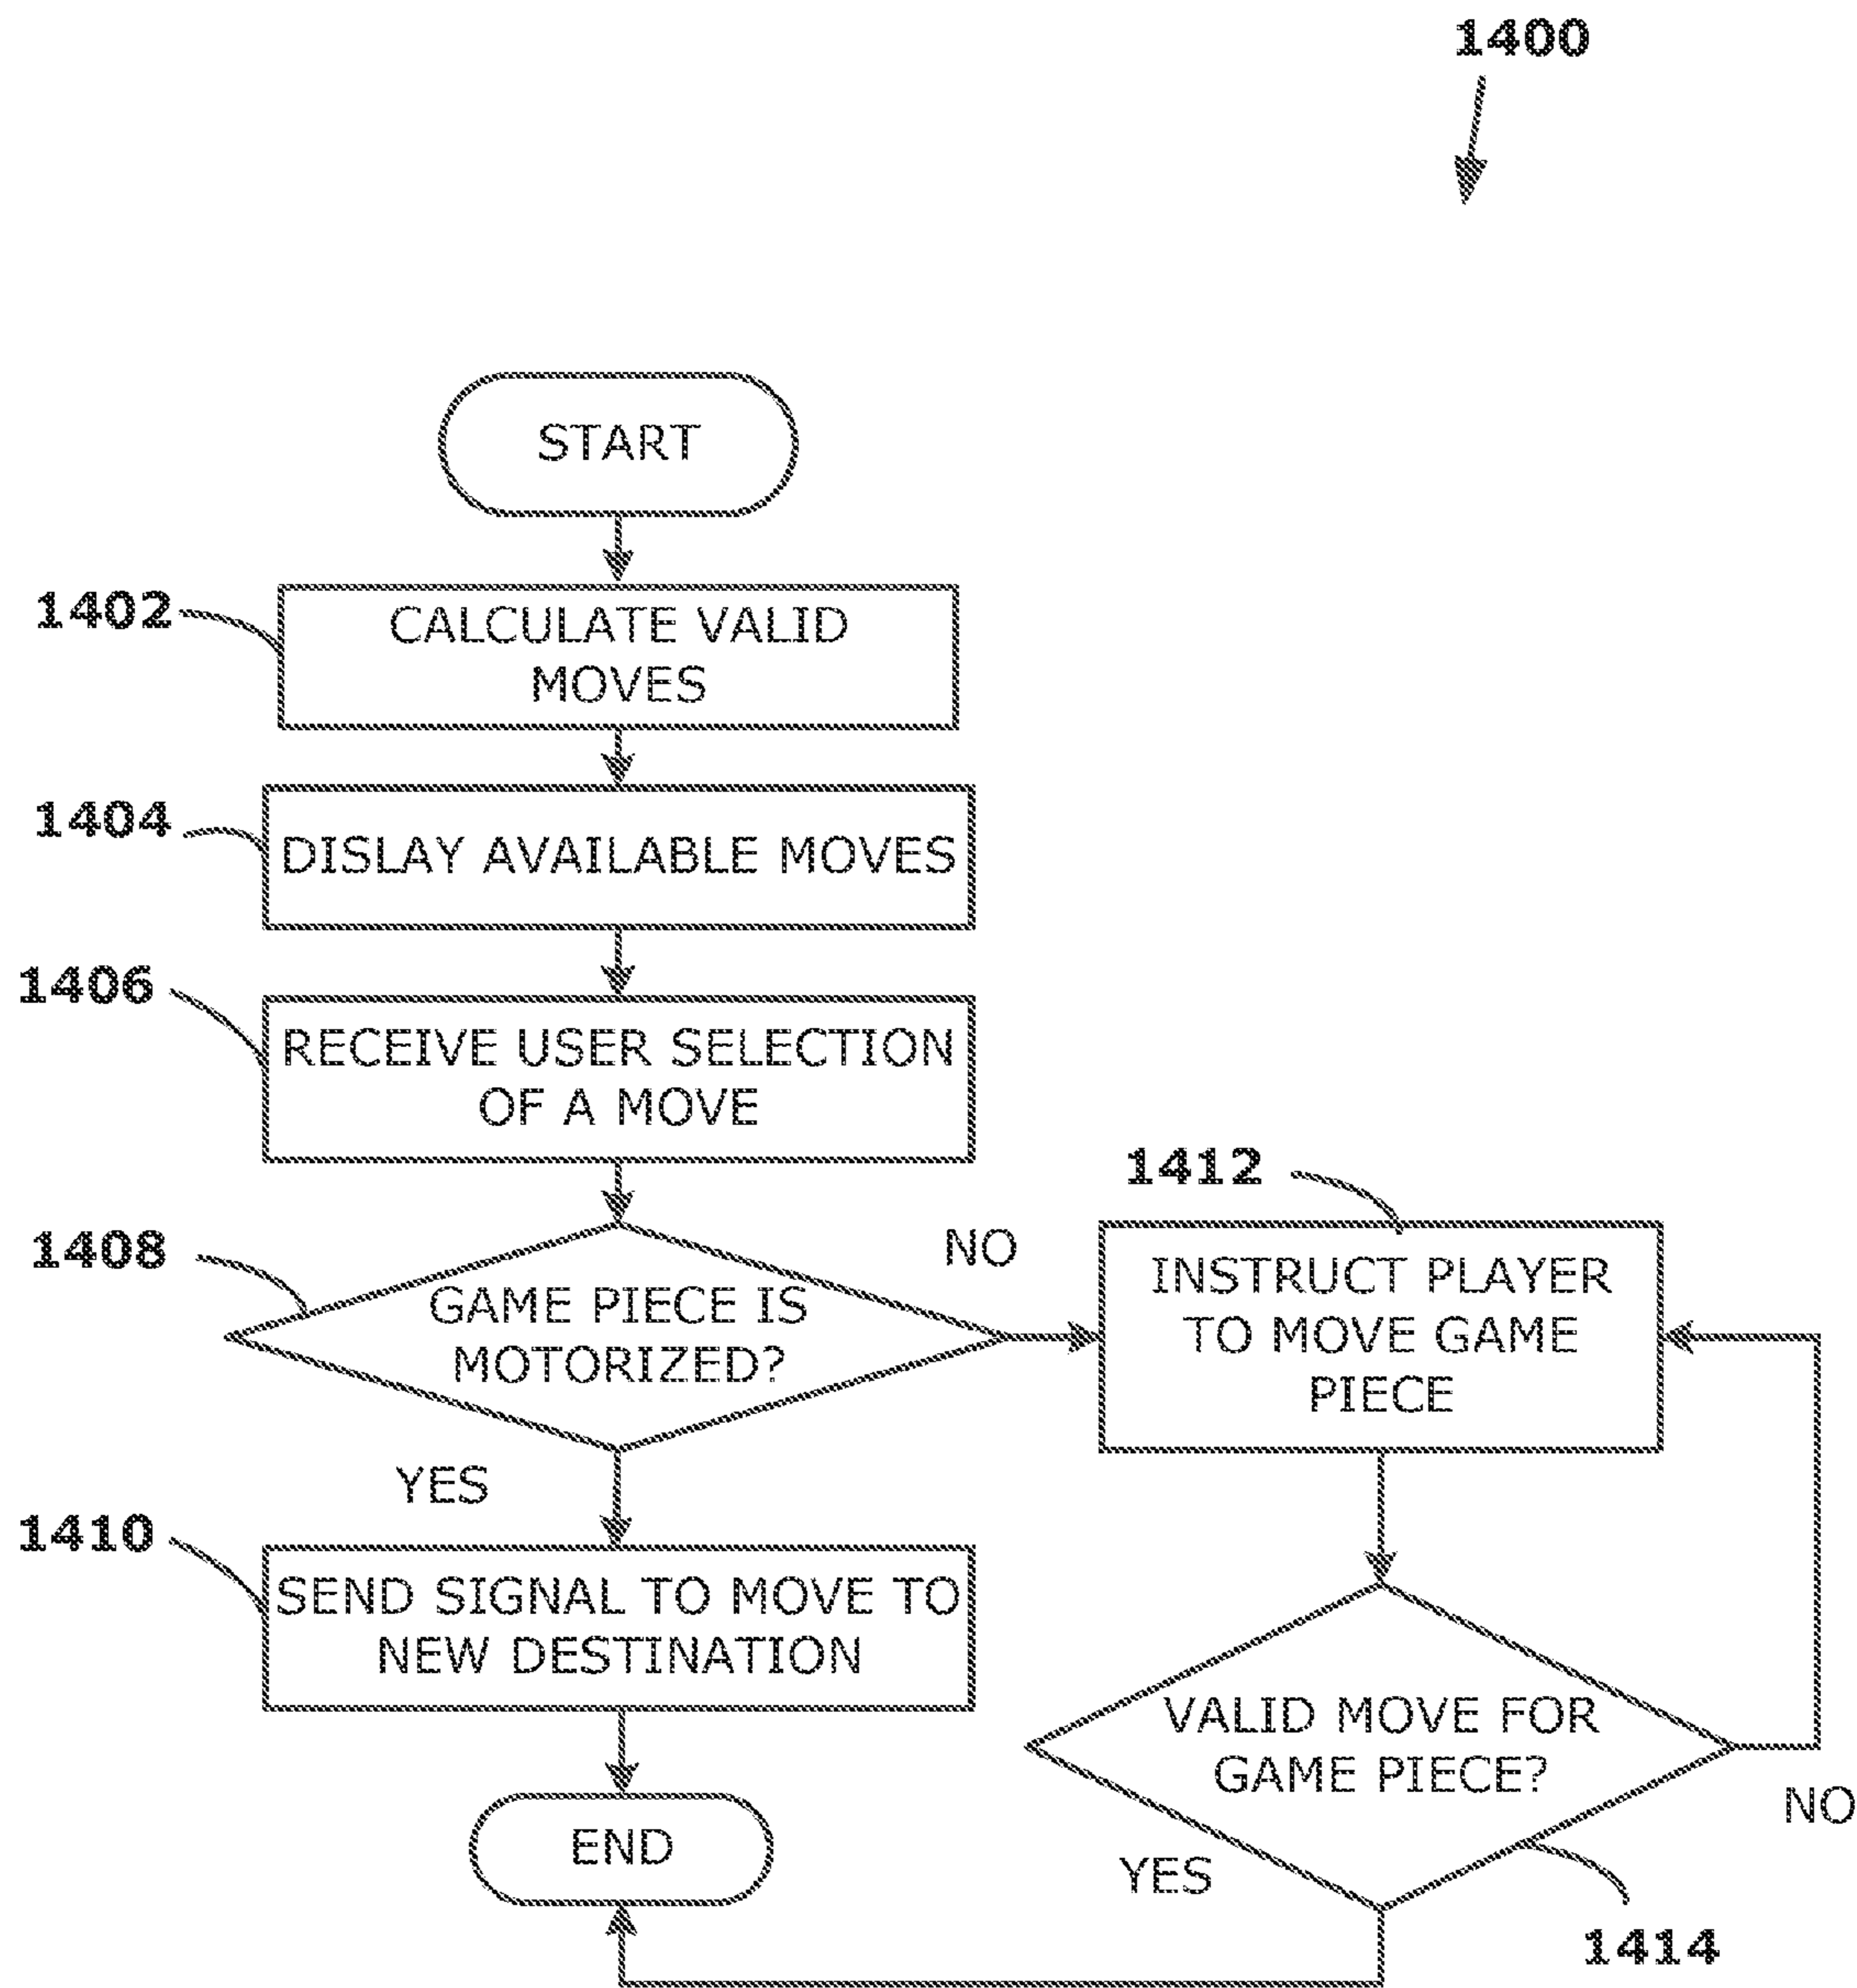 1400
START
1402
CALCULATE VALID
MOVES
1404
DISLAY AVAILABLE MOVES
1406
RECEIVE USER SELECTION
OF A MOVE
1408
GAME PIECE IS
MOTORIZED?
NO
YES
1410
SEND SIGNAL TO MOVE TO
NEW DESTINATION
END
1412
INSTRUCT PLAYER
TO MOVE GAME
PIECE
VALID MOVE FOR
GAME PIECE?
NO
YES
1414